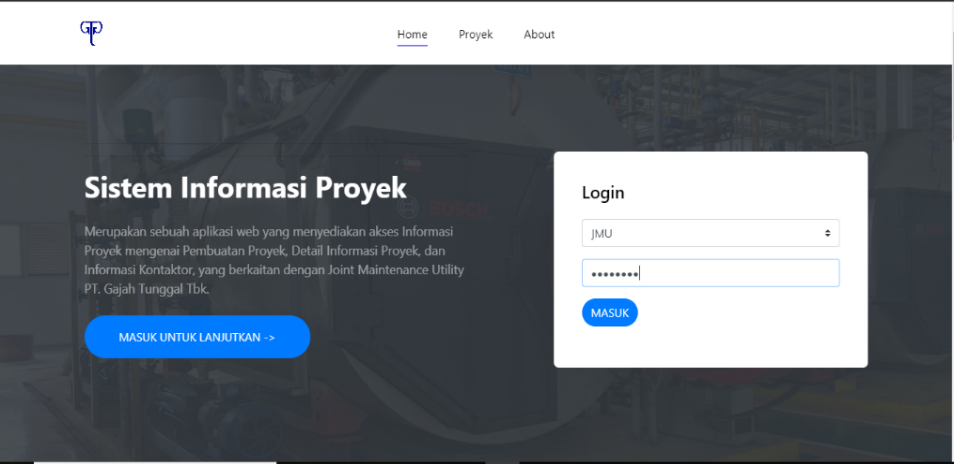 Home Proyek About
Sistem Informasi Proyek
Merupakan sebuah aplikasi web yang menyediakan akses Informasi
Proyek mengenai Pembuatan Proyek, Detail Informasi Proyek, dan
Informasi Kontaktor, yang berkaitan dengan Joint Maintenance Utility
PT. Gajah Tunggal Tbk.
MASUK UNTUK LANJUTKAN ->
Login
JMU
••••••••
MASUK
BOSCH